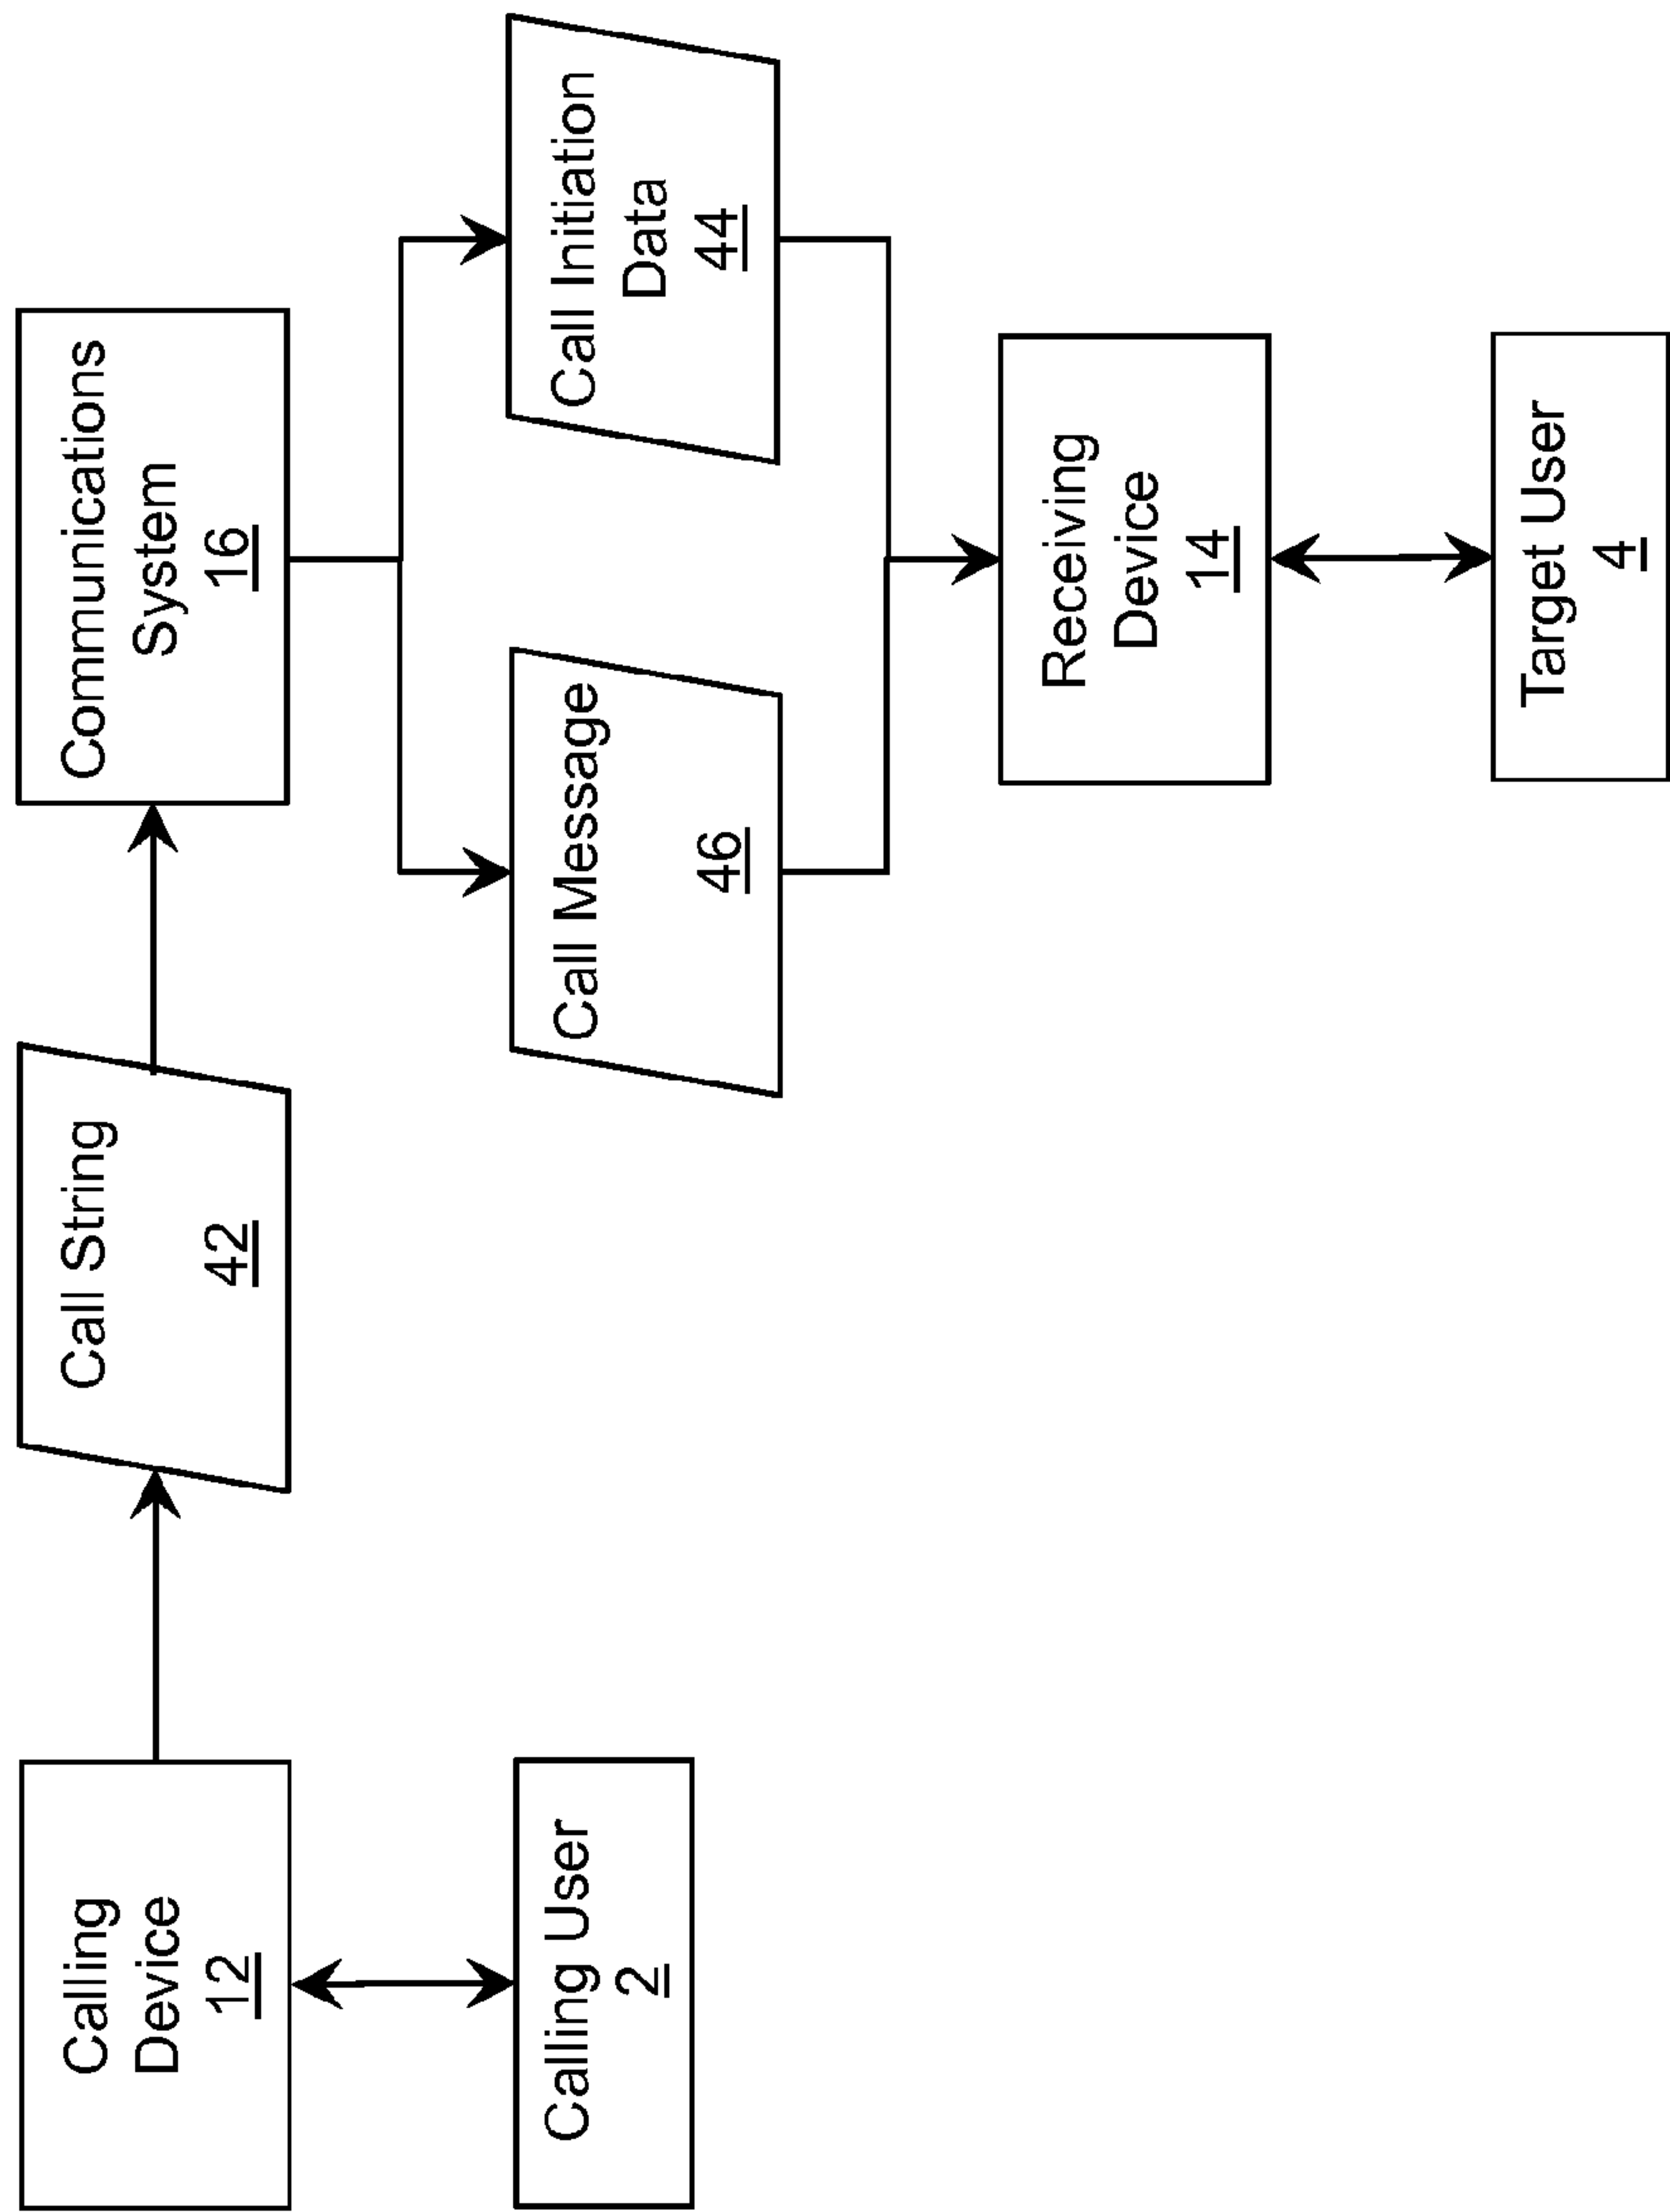 Calling
Device
12
Call String
42
Communications
System
16
Calling User
2
Call Message
46
Call Initiation
Data
44
Receiving
Device
14
Target User
4